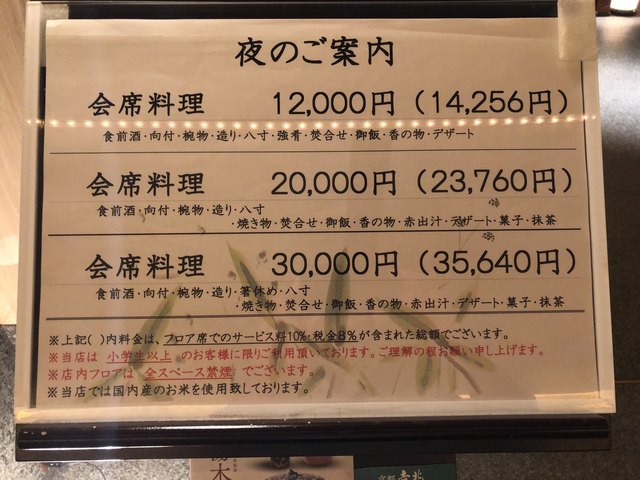 夜のご案内
会席料理 12,000円（14,256円）
食前酒・向付・椀物・造り・八寸・強肴・焚合せ・御飯・香の物・デザート
会席料理 20,000円（23,760円）
食前酒・向付・椀物・造り・八寸
・焼き物・焚合せ・御飯・香の物・赤出汁・デザート・菓子・抹茶
会席料理 30,000円（35,640円）
食前酒・向付・椀物・造り・箸休め・八寸
・焼き物・焚合せ・御飯・香の物・赤出汁・デザート・菓子・抹茶
※上記( )内料金は、フロア席でのサービス料10%・税金8%が含まれた総額でございます。
※当店は 小学生以上 のお客様に限りご利用頂いております。ご理解の程お願い申し上げます。
※店内フロアは 全スペース禁煙 でございます。
※当店では国内産のお米を使用致しております。